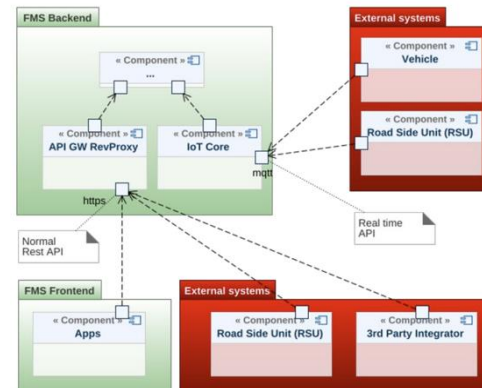 FMS Backend
« Component »
...
« Component »
API GW RevProxy
« Component »
IoT Core
https
mqtt
Normal
Rest API
Real time
API
External systems
« Component »
Vehicle
« Component »
Road Side Unit (RSU)
FMS Frontend
« Component »
Apps
External systems
« Component »
Road Side Unit (RSU)
« Component »
3rd Party Integrator